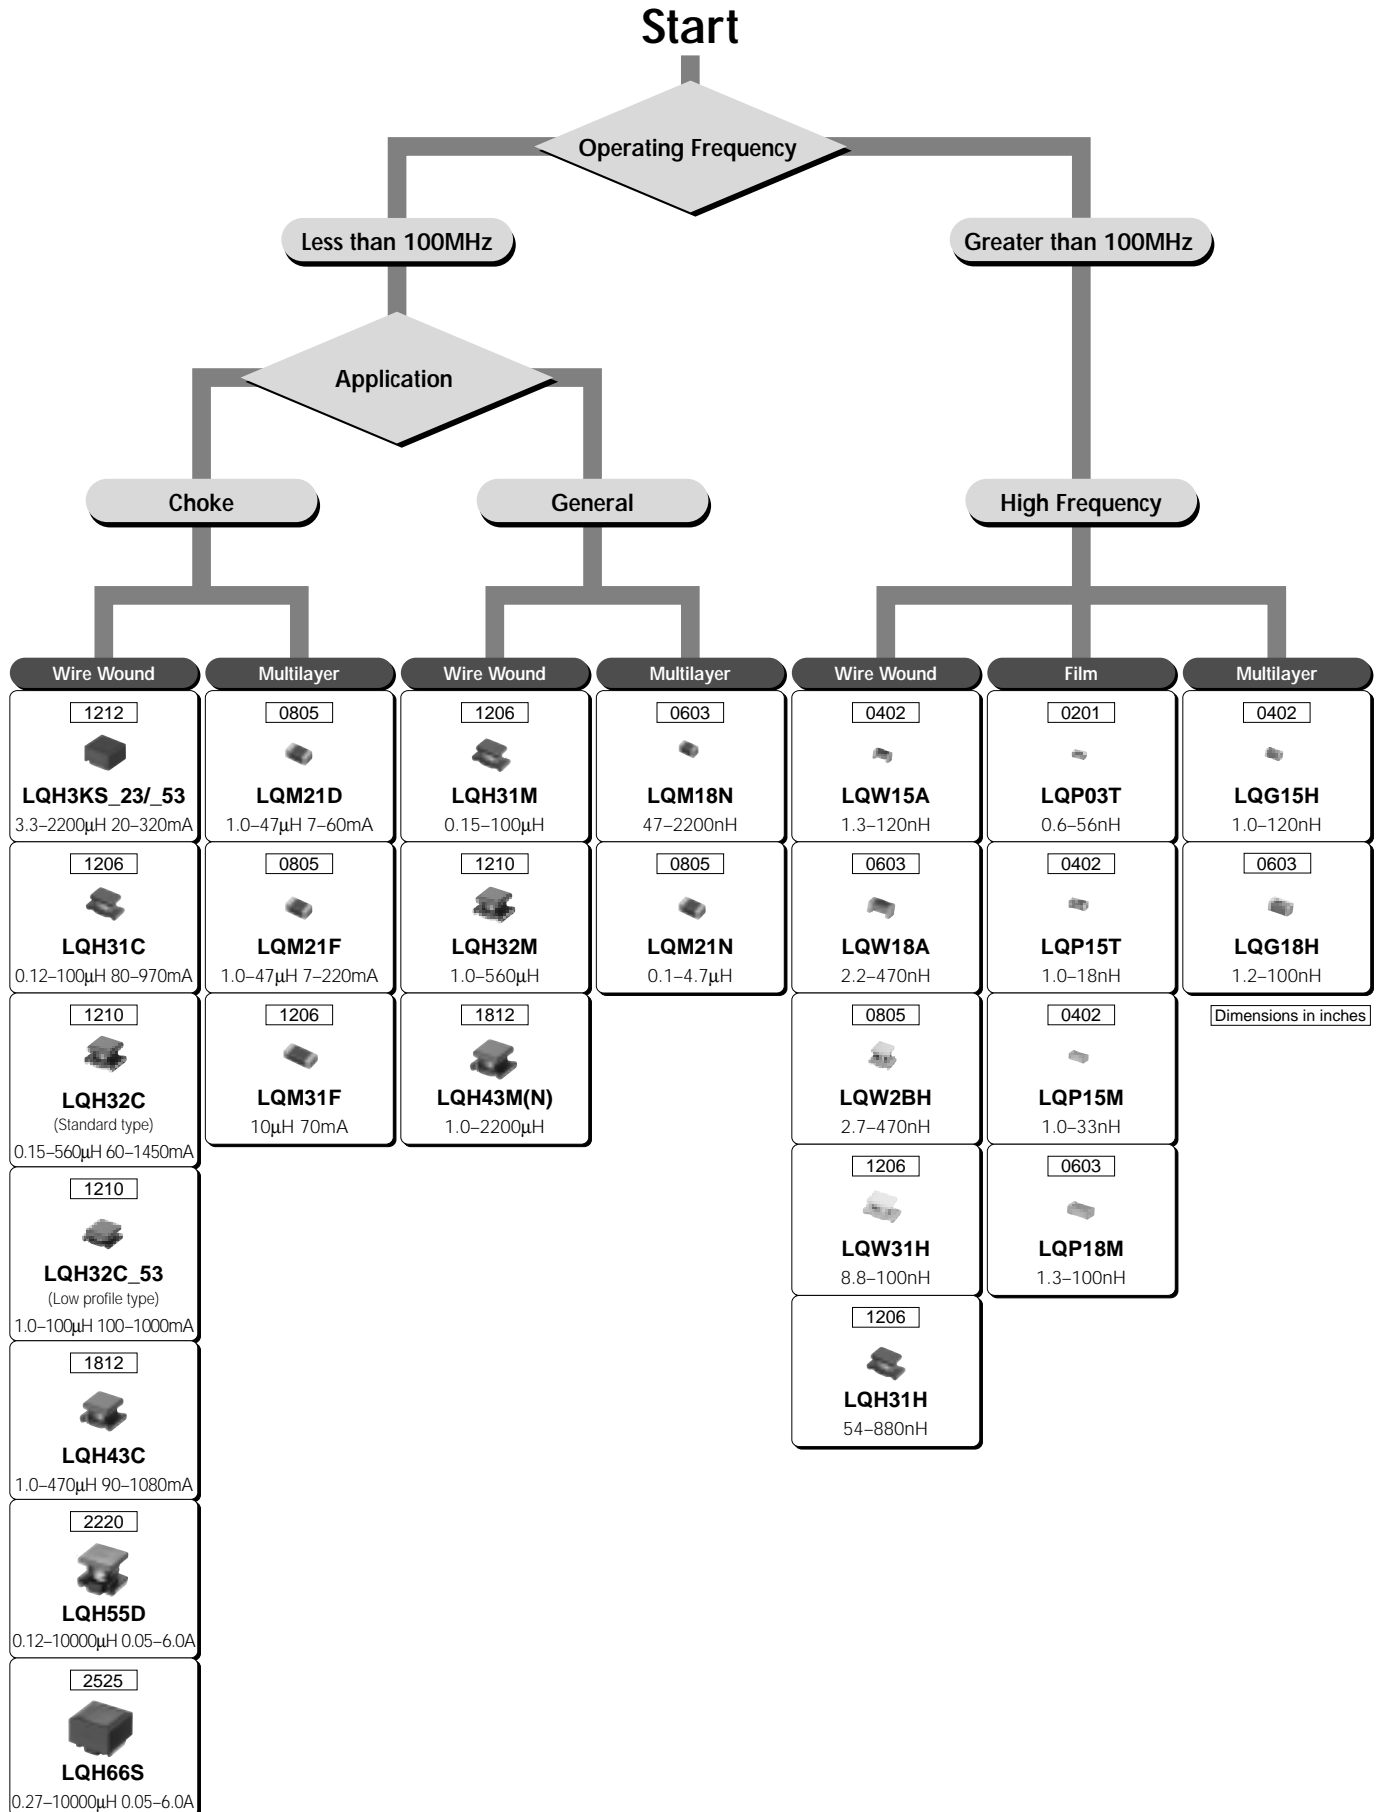 Start
Operating Frequency
Less than 100MHz
Greater than 100MHz
Application
Choke
General
High Frequency
Wire Wound
1212
LQH3KS_23/_53
3.3–2200µH 20–320mA
1206
LQH31C
0.12–100µH 80–970mA
1210
LQH32C
(Standard type)
0.15–560µH 60–1450mA
1210
LQH32C_53
(Low profile type)
1.0–100µH 100–1000mA
1812
LQH43C
1.0–470µH 90–1080mA
2220
LQH55D
0.12–10000µH 0.05–6.0A
2525
LQH66S
0.27–10000µH 0.05–6.0A
Multilayer
0805
LQM21D
1.0–47µH 7–60mA
0805
LQM21F
1.0–47µH 7–220mA
1206
LQM31F
10µH 70mA
Wire Wound
1206
LQH31M
0.15–100µH
1210
LQH32M
1.0–560µH
1812
LQH43M(N)
1.0–2200µH
Multilayer
0603
LQM18N
47–2200nH
0805
LQM21N
0.1–4.7µH
Wire Wound
0402
LQW15A
1.3–120nH
0603
LQW18A
2.2–470nH
0805
LQW2BH
2.7–470nH
1206
LQW31H
8.8–100nH
1206
LQH31H
54–880nH
Film
0201
LQP03T
0.6–56nH
0402
LQP15T
1.0–18nH
0402
LQP15M
1.0–33nH
0603
LQP18M
1.3–100nH
Multilayer
0402
LQG15H
1.0–120nH
0603
LQG18H
1.2–100nH
Dimensions in inches